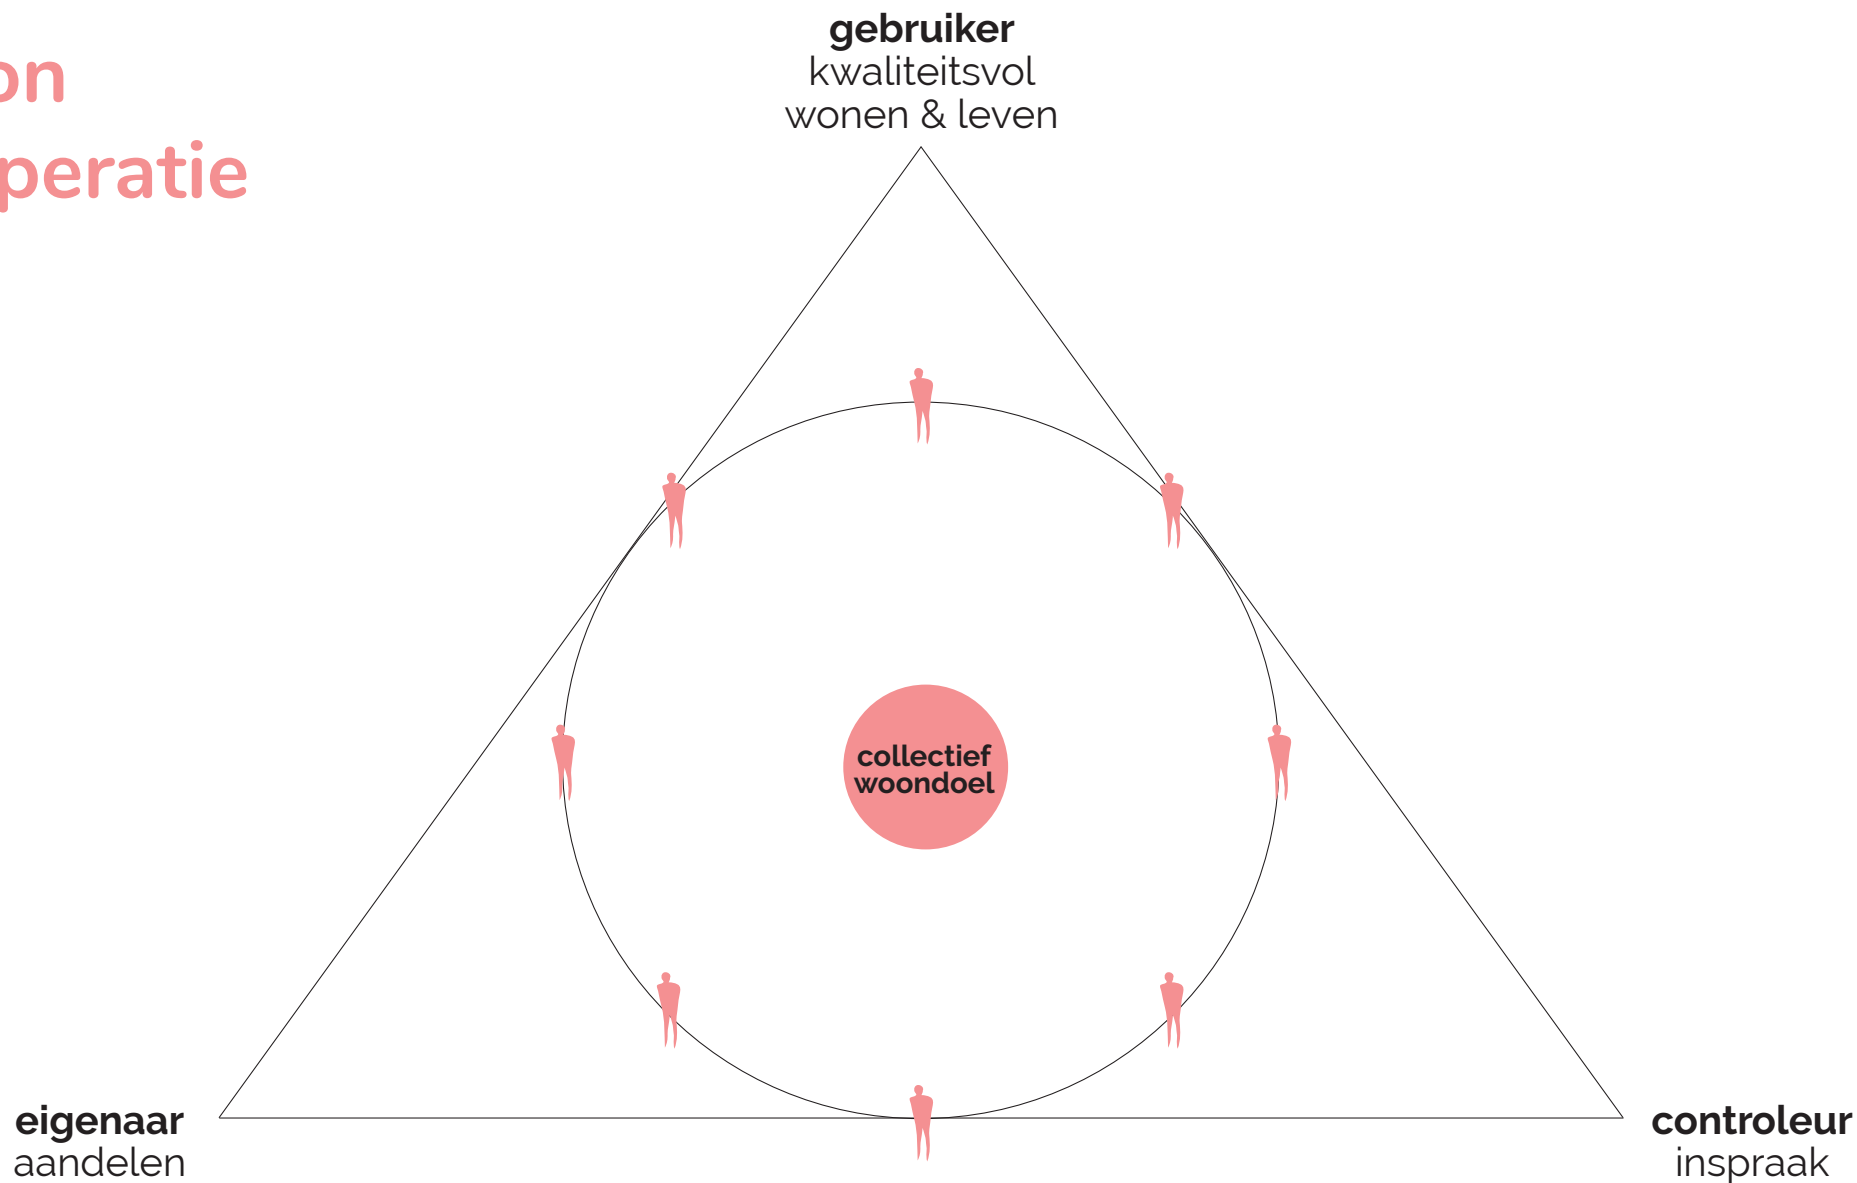 on
peratie
gebruiker
kwaliteitsvol
wonen & leven
collectief
woondoel
eigenaar
aandelen
controleur
inspraak